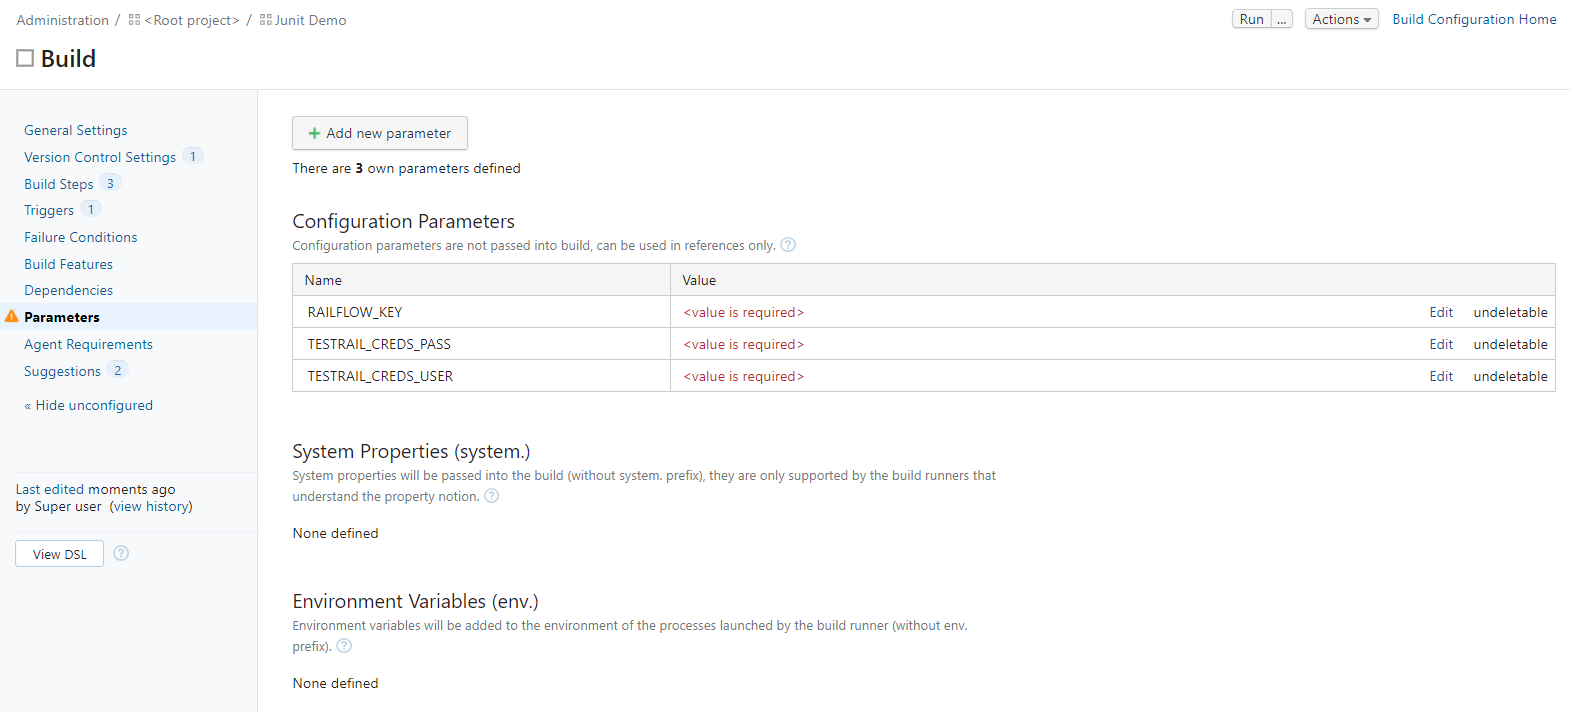 Administration / <Root project> / Junit Demo
Run ... Actions Build Configuration Home
Build
General Settings
Version Control Settings 1
Build Steps 3
Triggers 1
Failure Conditions
Build Features
Dependencies
Parameters
Agent Requirements
Suggestions 2
« Hide unconfigured
Last edited moments ago
by Super user (view history)
View DSL ?
+ Add new parameter
There are 3 own parameters defined
Configuration Parameters
Configuration parameters are not passed into build, can be used in references only. ?
Name Value
RAILFLOW_KEY <value is required> Edit undeletable
TESTRAIL_CREDS_PASS <value is required> Edit undeletable
TESTRAIL_CREDS_USER <value is required> Edit undeletable
System Properties (system.)
System properties will be passed into the build (without system. prefix), they are only supported by the build runners that
understand the property notion. ?
None defined
Environment Variables (env.)
Environment variables will be added to the environment of the processes launched by the build runner (without env.
prefix). ?
None defined